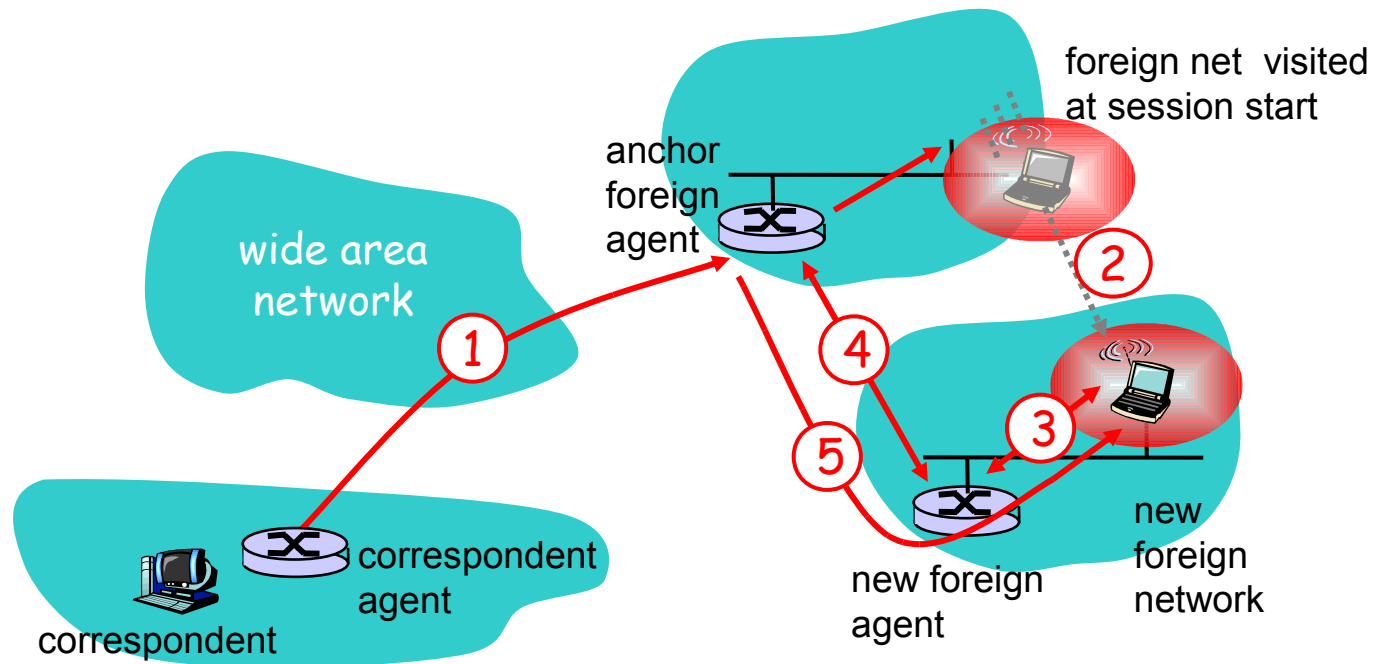 foreign net visited
at session start
anchor
foreign
agent
wide area
network
2
1
4
3
5
correspondent
agent
correspondent
new foreign
agent
new
foreign
network